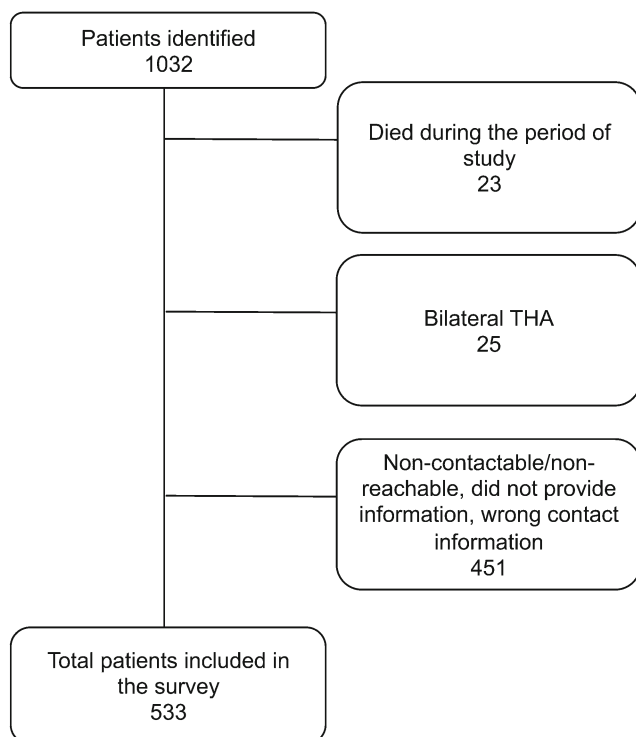 Patients identified
1032
Died during the period of
study
23
Bilateral THA
25
Non-contactable/non-
reachable, did not provide
information, wrong contact
information
451
Total patients included in
the survey
533